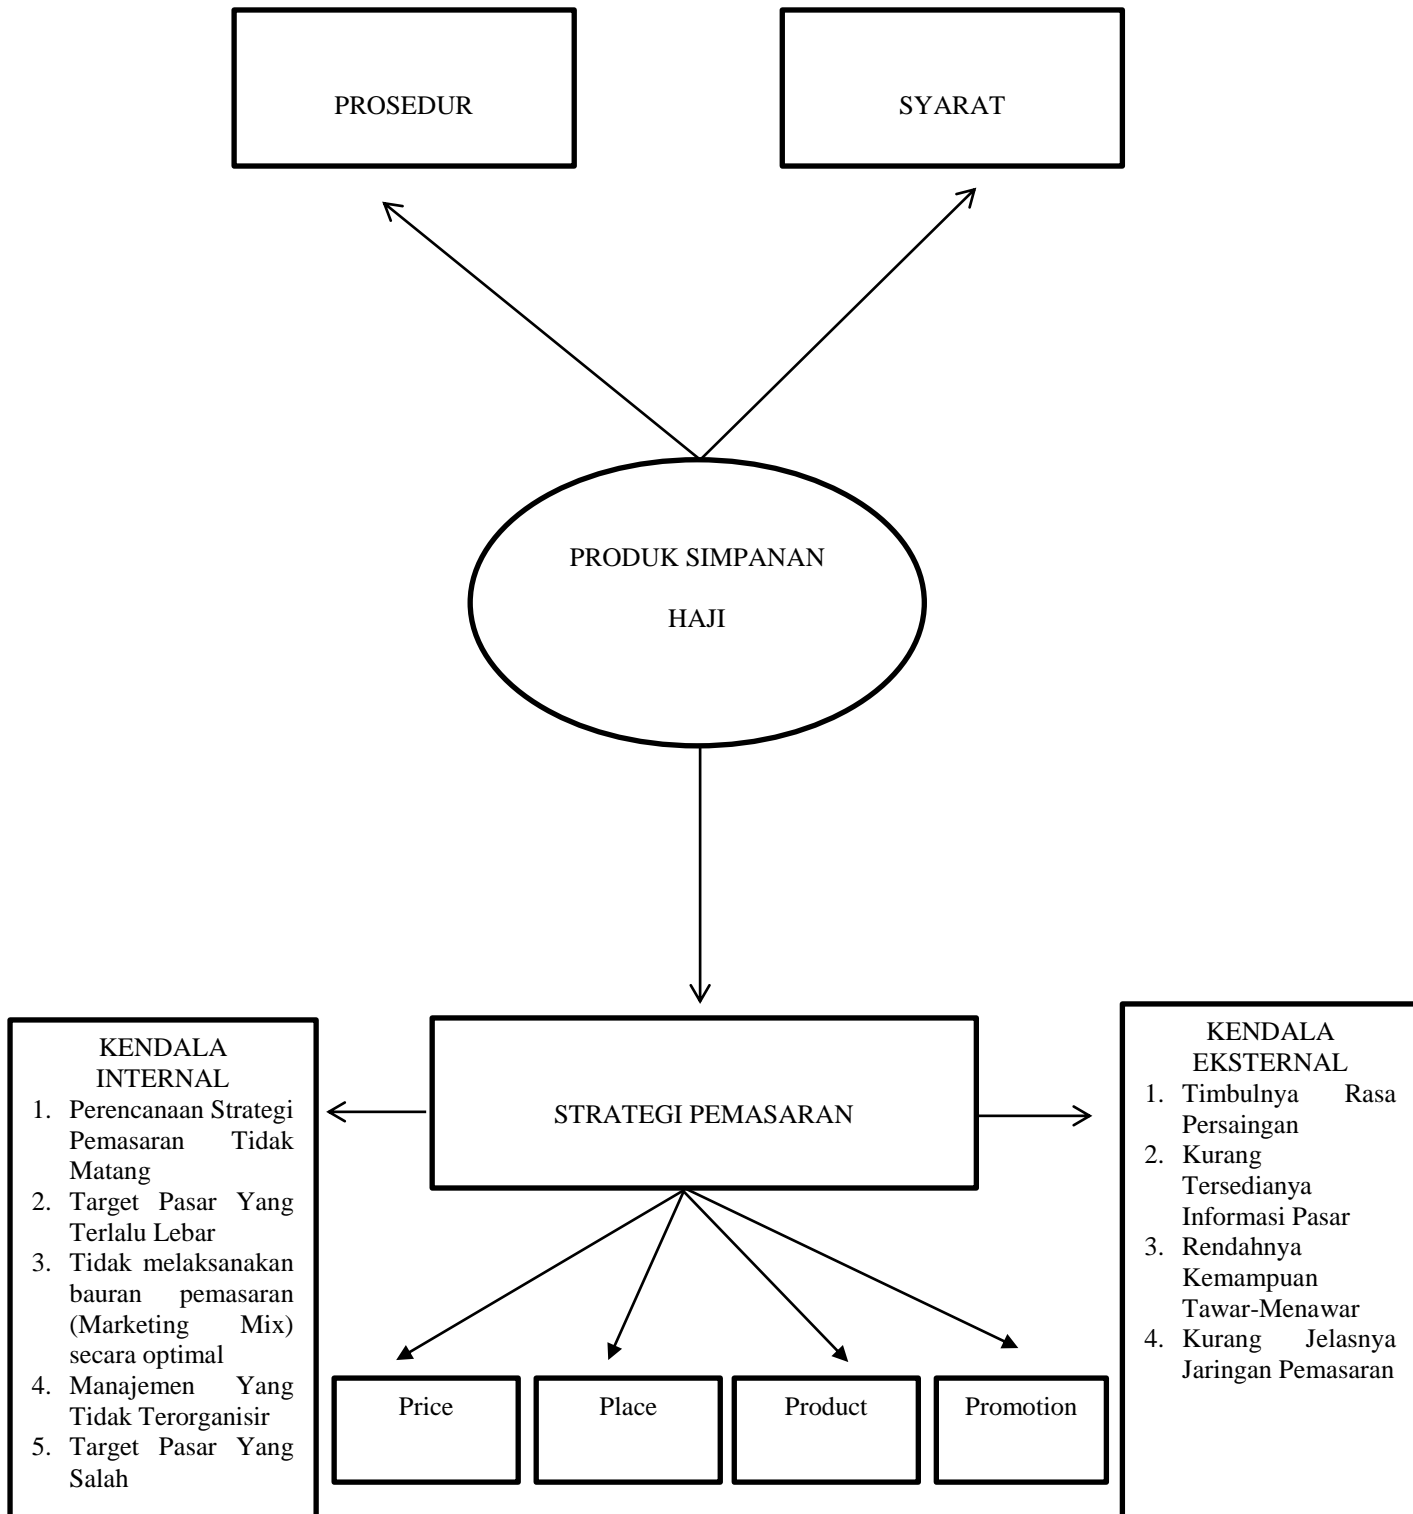 PROSEDUR
SYARAT
PRODUK SIMPANAN
HAJI
KENDALA
INTERNAL
1. Perencanaan Strategi
Pemasaran Tidak
Matang
2. Target Pasar Yang
Terlalu Lebar
3. Tidak melaksanakan
bauran pemasaran
(Marketing Mix)
secara optimal
4. Manajemen Yang
Tidak Terorganisir
5. Target Pasar Yang
Salah
STRATEGI PEMASARAN
KENDALA
EKSTERNAL
1. Timbulnya Rasa
Persaingan
2. Kurang
Tersedianya
Informasi Pasar
3. Rendahnya
Kemampuan
Tawar-Menawar
4. Kurang Jelasnya
Jaringan Pemasaran
Price
Place
Product
Promotion